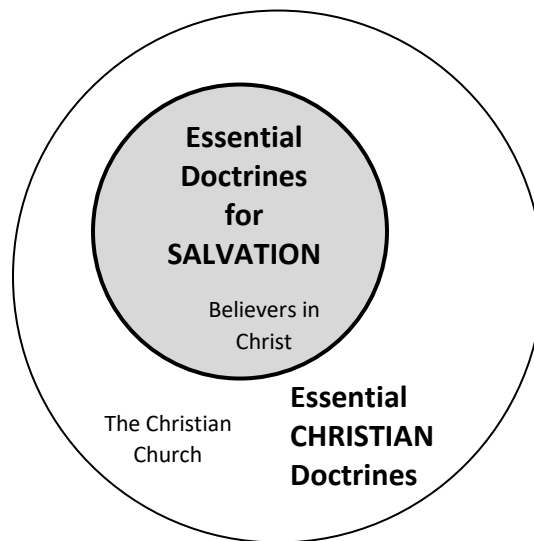 Essential
Doctrines
for
SALVATION
Believers in
Christ
The Christian
Church
Essential
CHRISTIAN
Doctrines